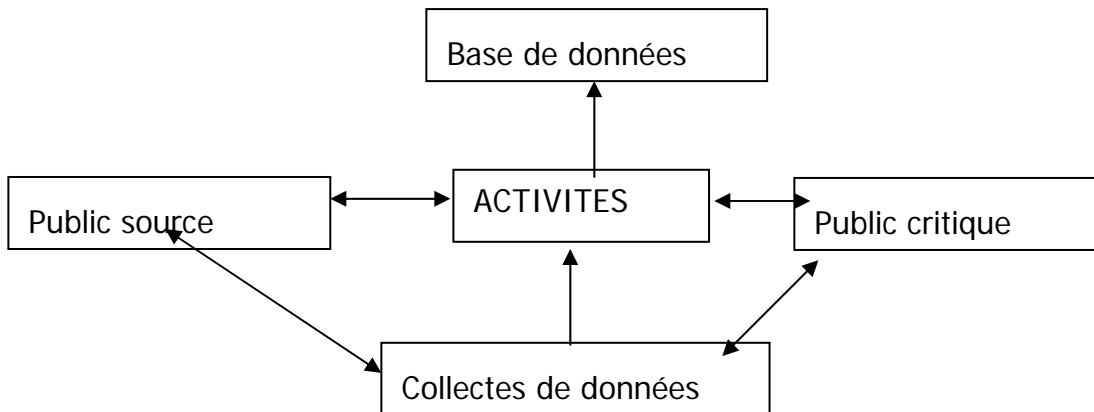 Base de données
Public source
ACTIVITES
Public critique
Collectes de données